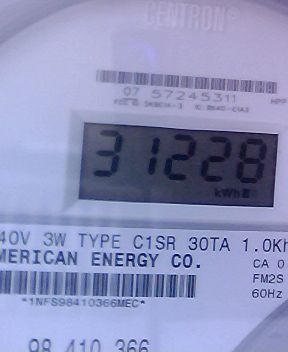 CENTRON®
07 57245311
HPP
31228
kWh
40V 3W TYPE C1SR 30TA 1.0Kh
MERICAN ENERGY CO.
CA 0
FM2S
*1NFS98410366MEC*
60Hz
98 410 366